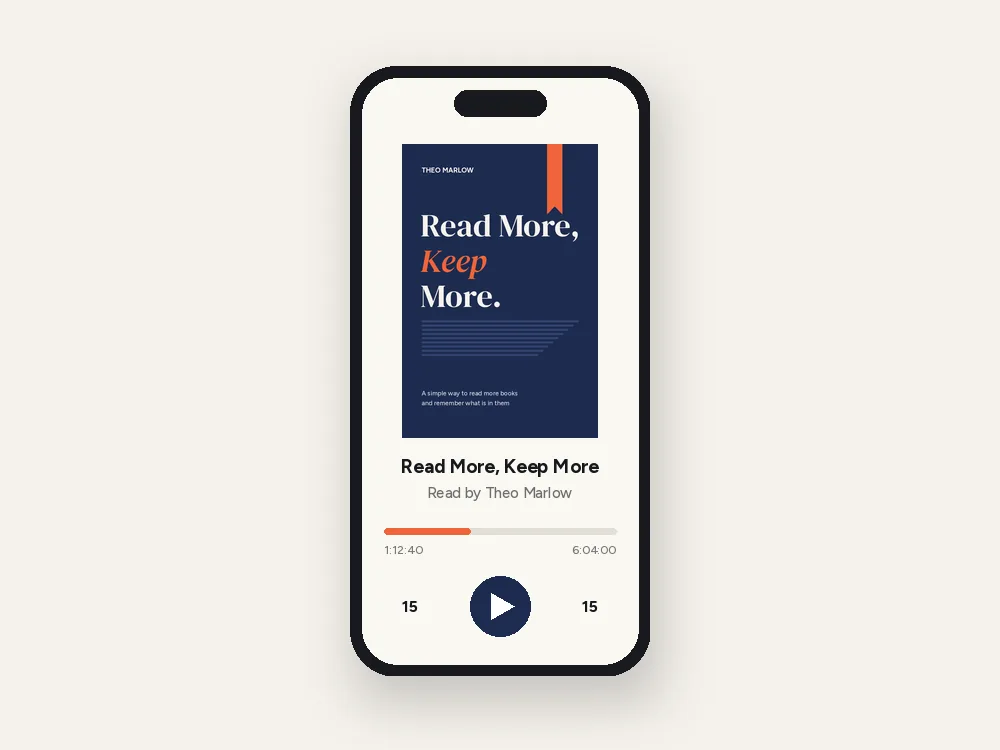 THEO MARLOW
Read More,
Keep
More.
A simple way to read more books
and remember what is in them
Read More, Keep More
Read by Theo Marlow
1:12:40 6:04:00
15 15